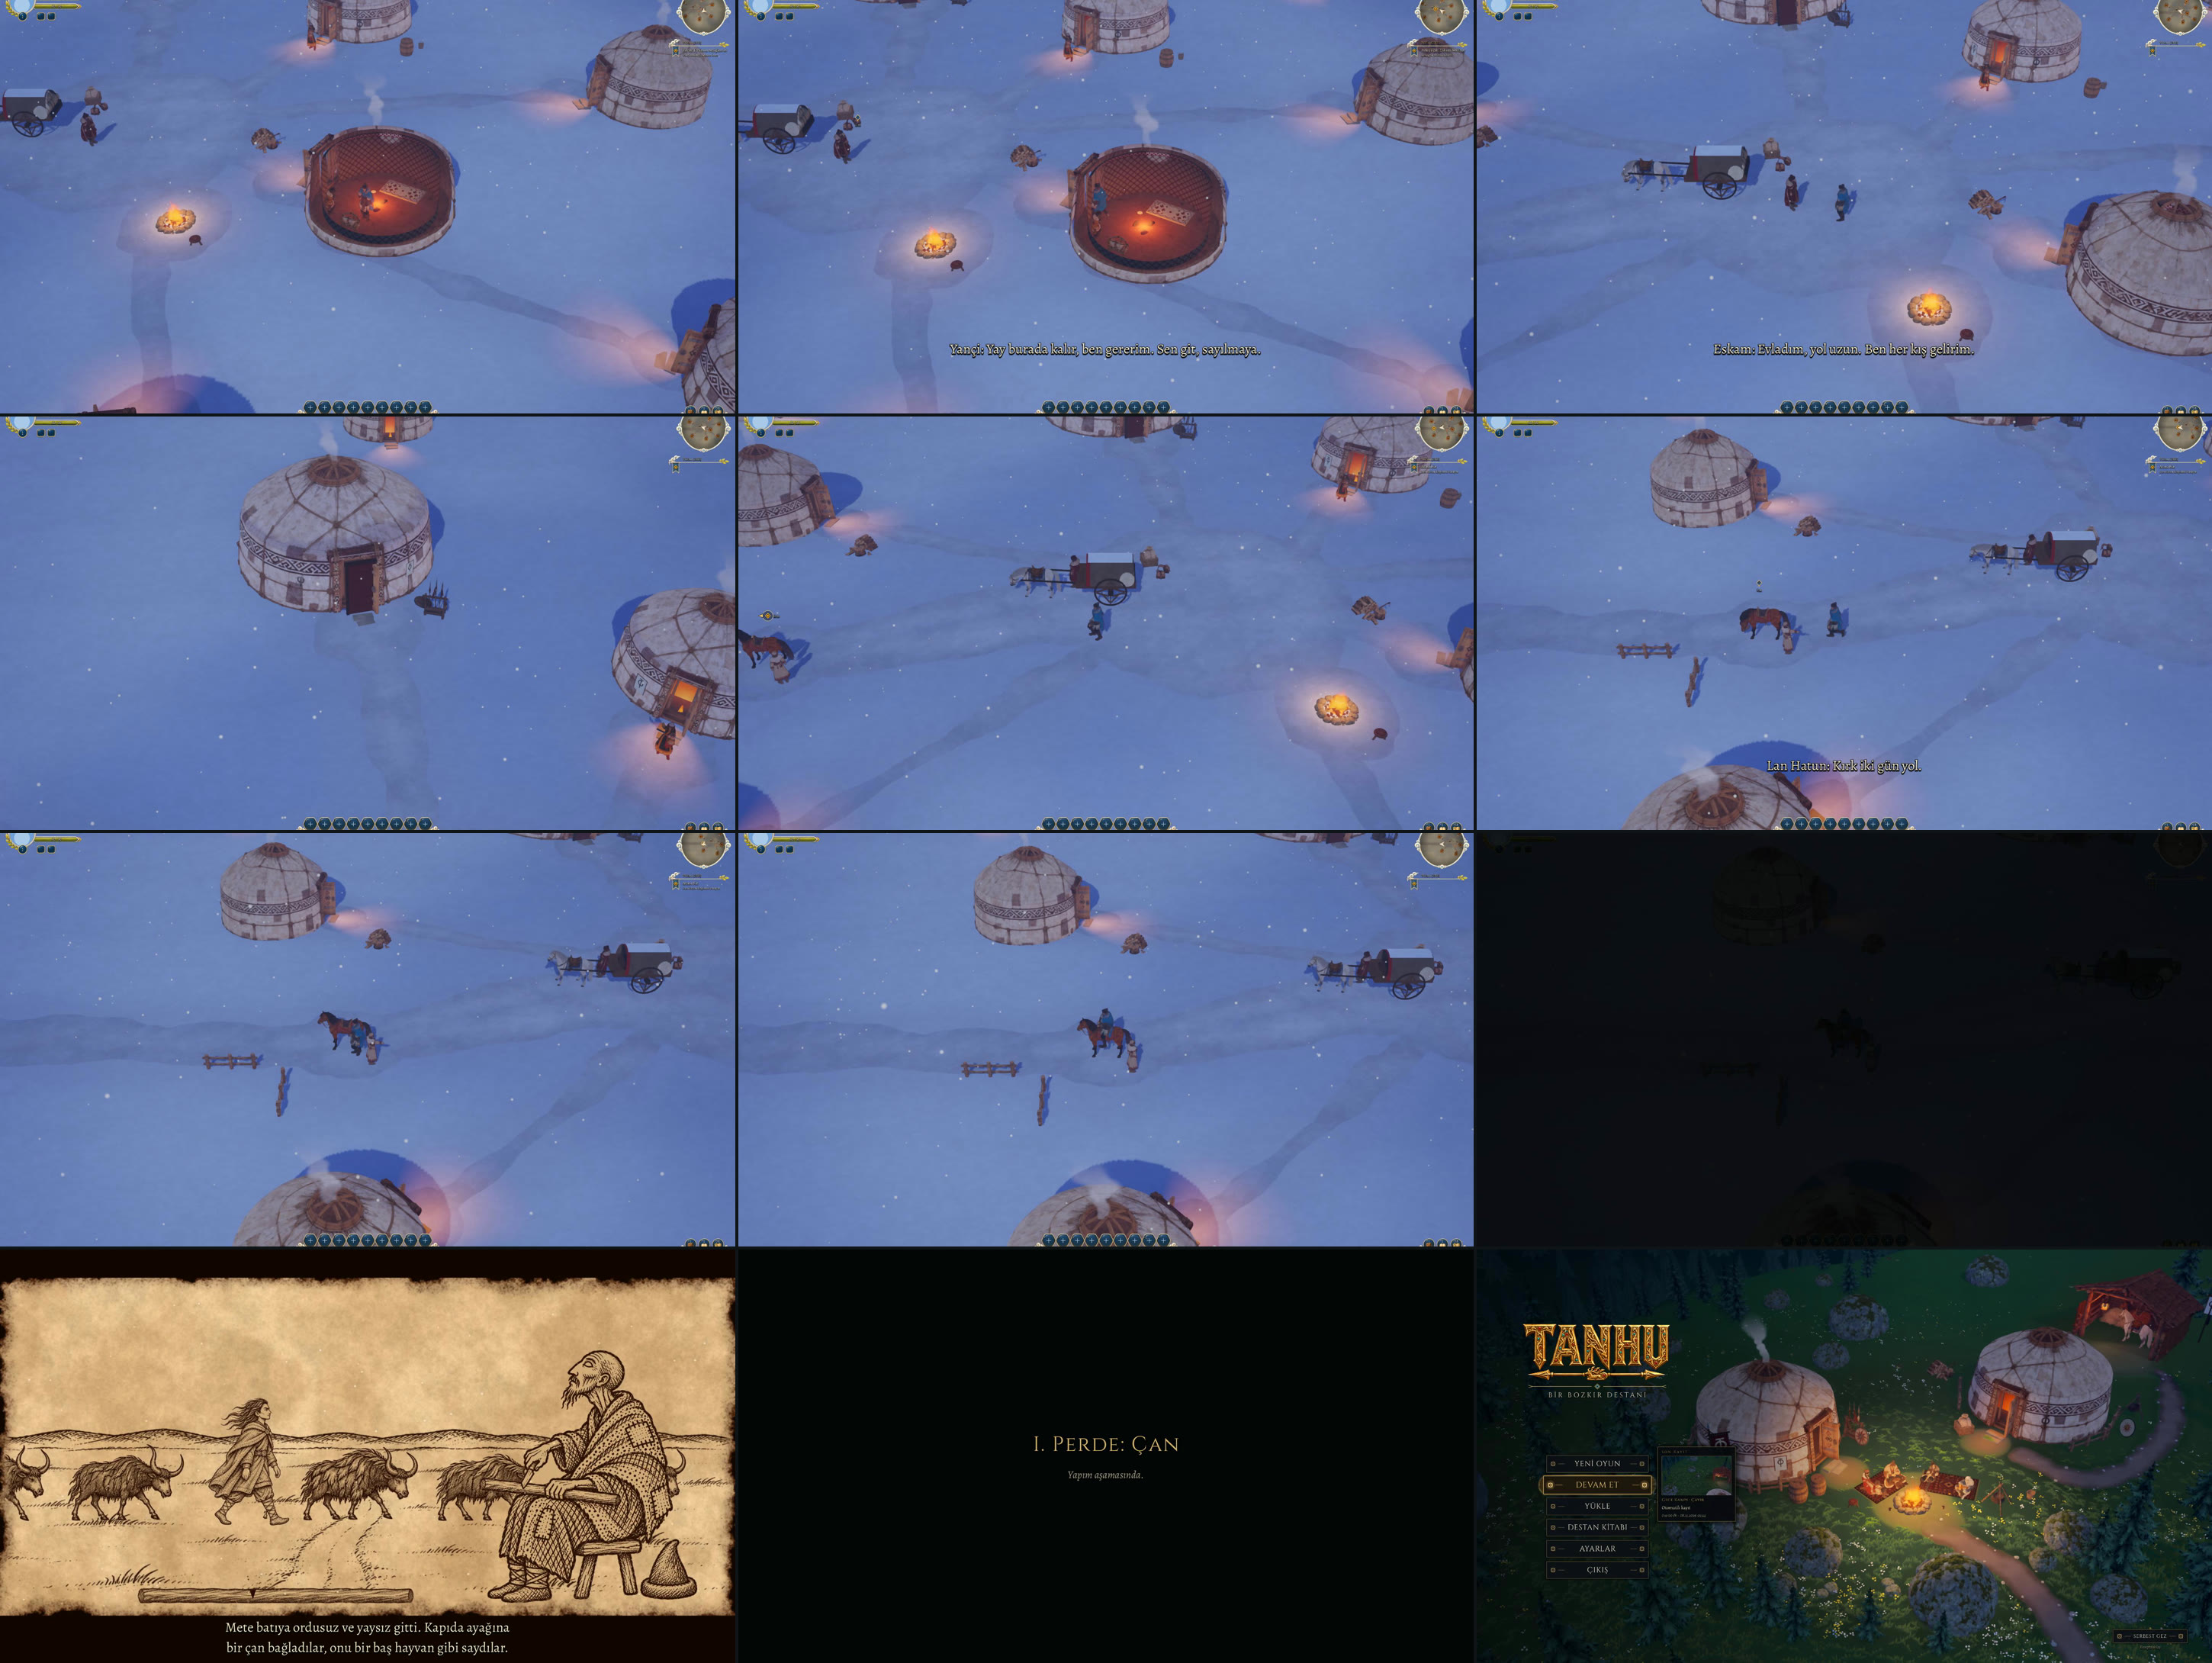 Yançi: Yay burada kalır, ben gererim. Sen git, sayılmaya.
Eskam: Evladım, yol uzun. Ben her kış gelirim.
Lan Hatun: Kırk iki gün yol.
Mete batıya ordusuz ve yaysız gitti. Kapıda ayağına
bir çan bağladılar, onu bir baş hayvan gibi saydılar.
I. PERDE: ÇAN
Yapım aşamasında.
TANHU
BİR BOZKIR DESTANI
YENİ OYUN
DEVAM ET
YÜKLE
DESTAN KİTABI
AYARLAR
ÇIKIŞ
SERBEST GEZ